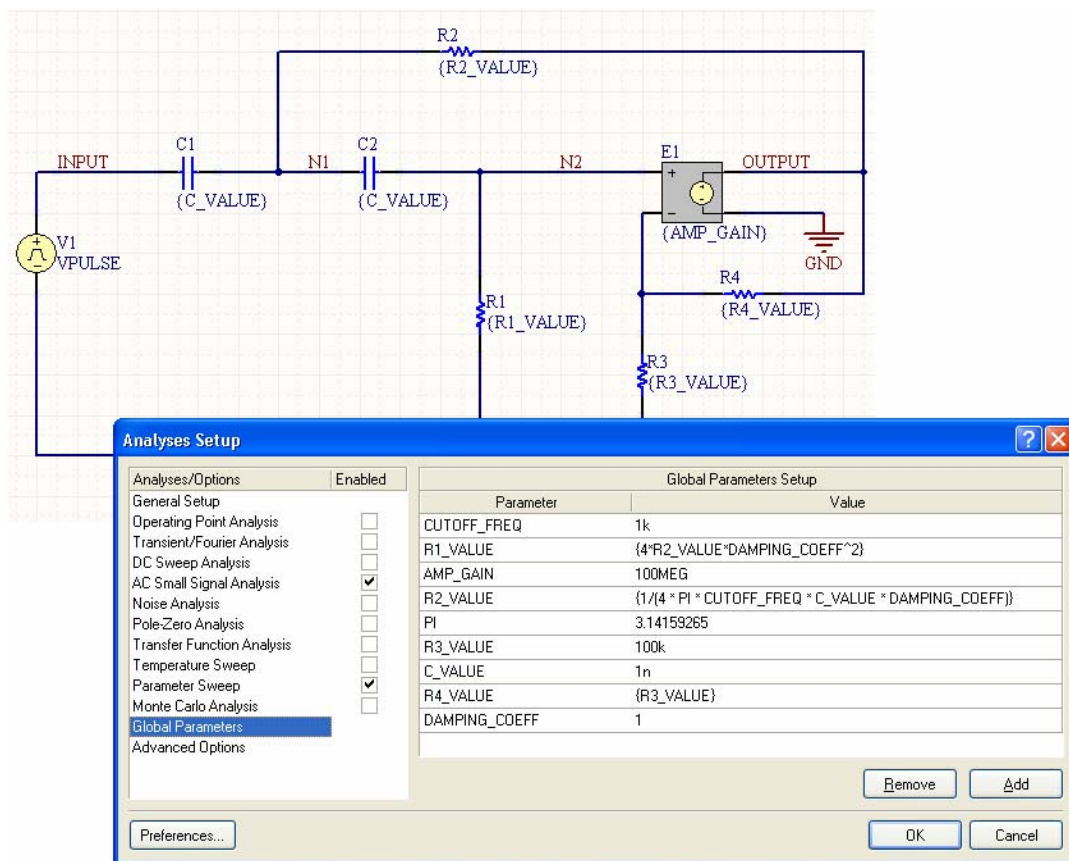 R2
{R2_VALUE}
INPUT
C1
{C_VALUE}
N1
C2
{C_VALUE}
N2
E1
OUTPUT
{AMP_GAIN}
GND
V1
VPULSE
R1
{R1_VALUE}
R4
{R4_VALUE}
R3
{R3_VALUE}
Analyses Setup
Analyses/Options Enabled
General Setup
Operating Point Analysis
Transient/Fourier Analysis
DC Sweep Analysis
AC Small Signal Analysis
Noise Analysis
Pole-Zero Analysis
Transfer Function Analysis
Temperature Sweep
Parameter Sweep
Monte Carlo Analysis
Global Parameters
Advanced Options
Global Parameters Setup
Parameter Value
CUTOFF_FREQ 1k
R1_VALUE {4*R2_VALUE*DAMPING_COEFF^2}
AMP_GAIN 100MEG
R2_VALUE {1/(4 * PI * CUTOFF_FREQ * C_VALUE * DAMPING_COEFF)}
PI 3.14159265
R3_VALUE 100k
C_VALUE 1n
R4_VALUE {R3_VALUE}
DAMPING_COEFF 1
Remove Add
Preferences... OK Cancel